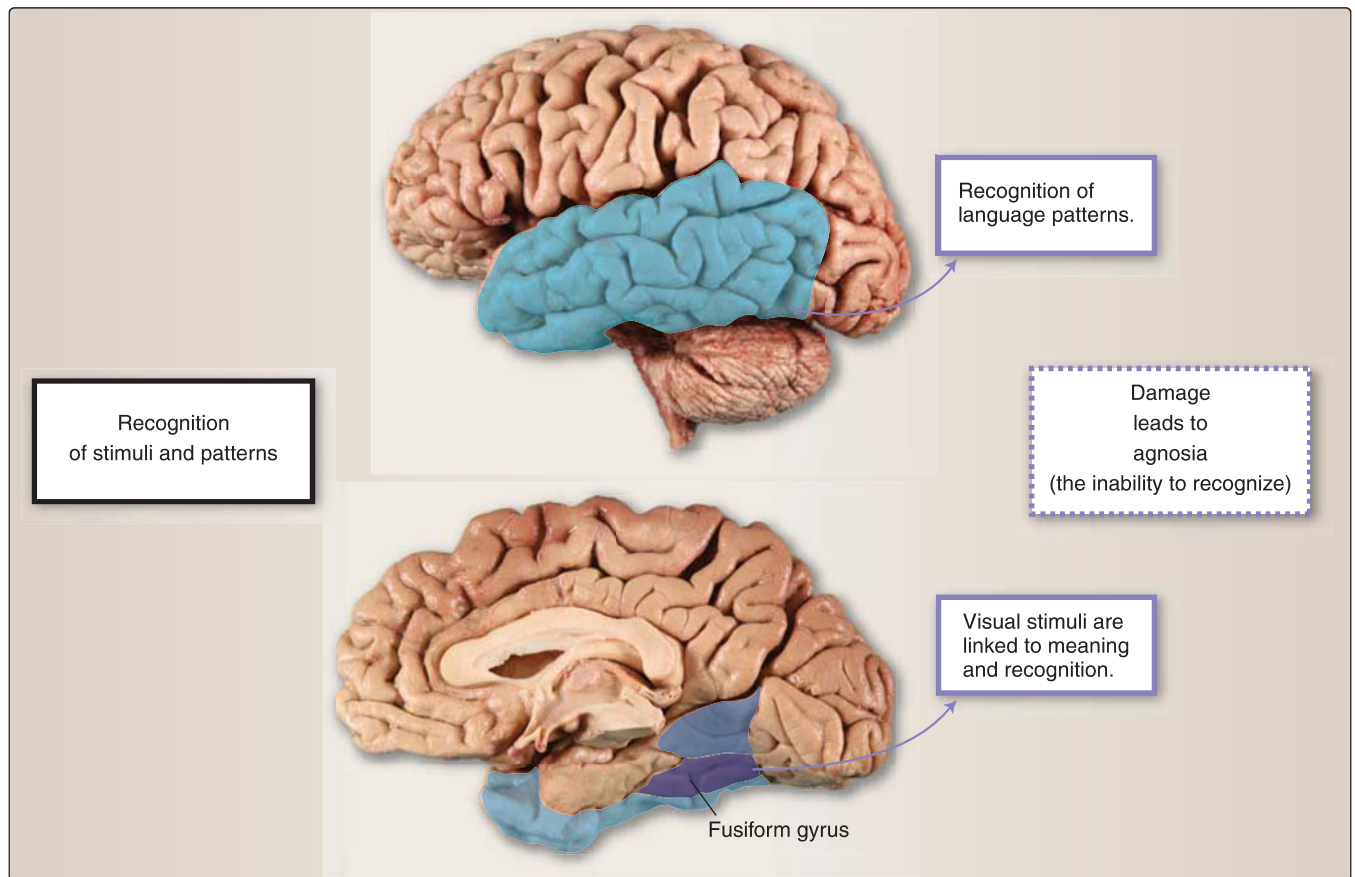 Recognition of
language patterns.
Recognition
of stimuli and patterns
Damage
leads to
agnosia
(the inability to recognize)
Visual stimuli are
linked to meaning
and recognition.
Fusiform gyrus